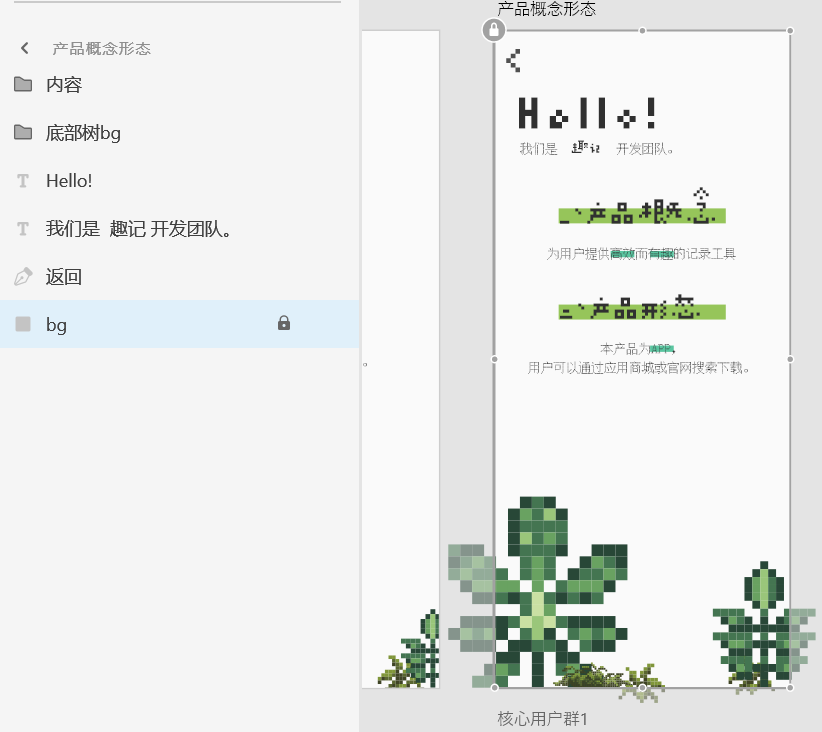 产品概念形态
内容
底部树bg
Hello!
我们是 趣记 开发团队。
返回
bg
。
产品概念形态
Hello!
我们是 趣记 开发团队。
一、产品概念
为用户提供高效而有趣的记录工具
二、产品形态
本产品为APP，
用户可以通过应用商城或官网搜索下载。
核心用户群1